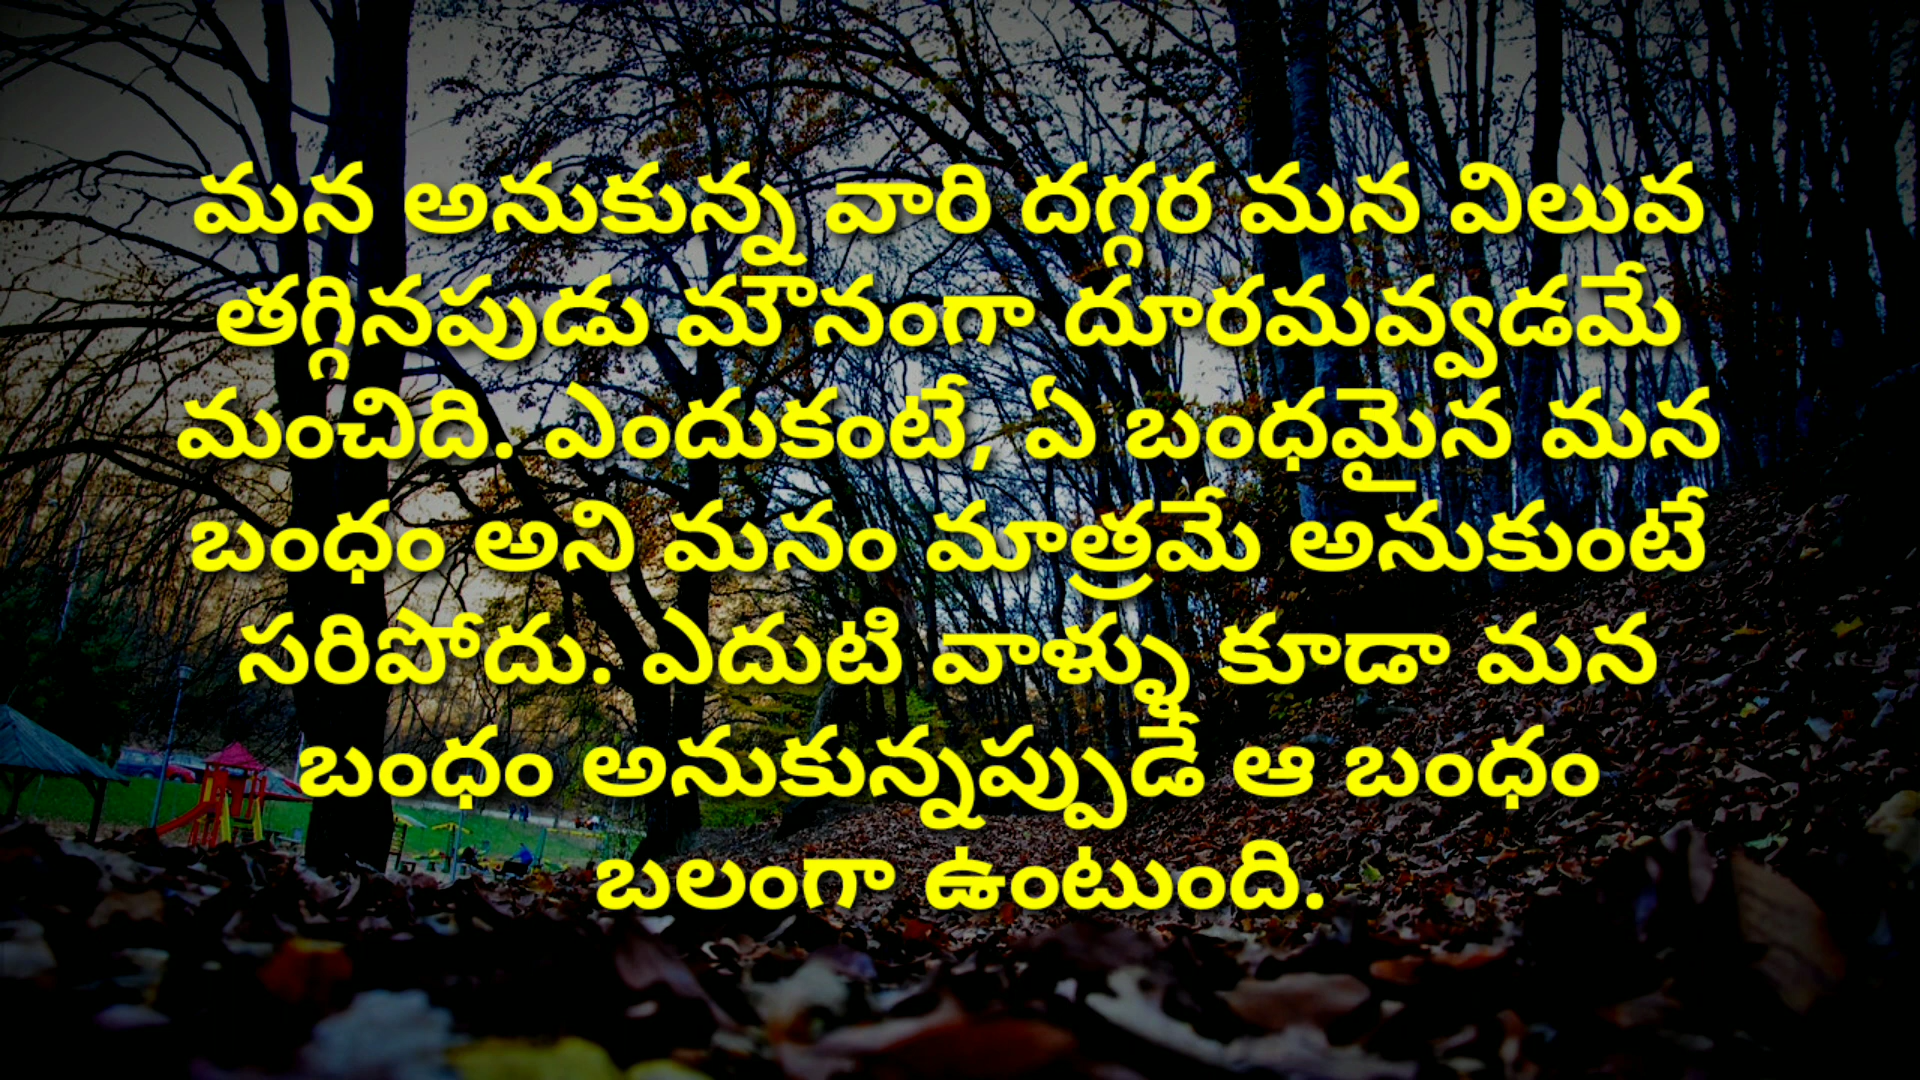 మన అనుకున్న వారి దగ్గర మన విలువ
తగ్గినపుడు మౌనంగా దూరమవ్వడమే
మంచిది. ఎందుకంటే, ఏ బంధమైన మన
బంధం అని మనం మాత్రమే అనుకుంటే
సరిపోదు. ఎదుటి వాళ్ళు కూడా మన
బంధం అనుకున్నప్పుడే ఆ బంధం
బలంగా ఉంటుంది.